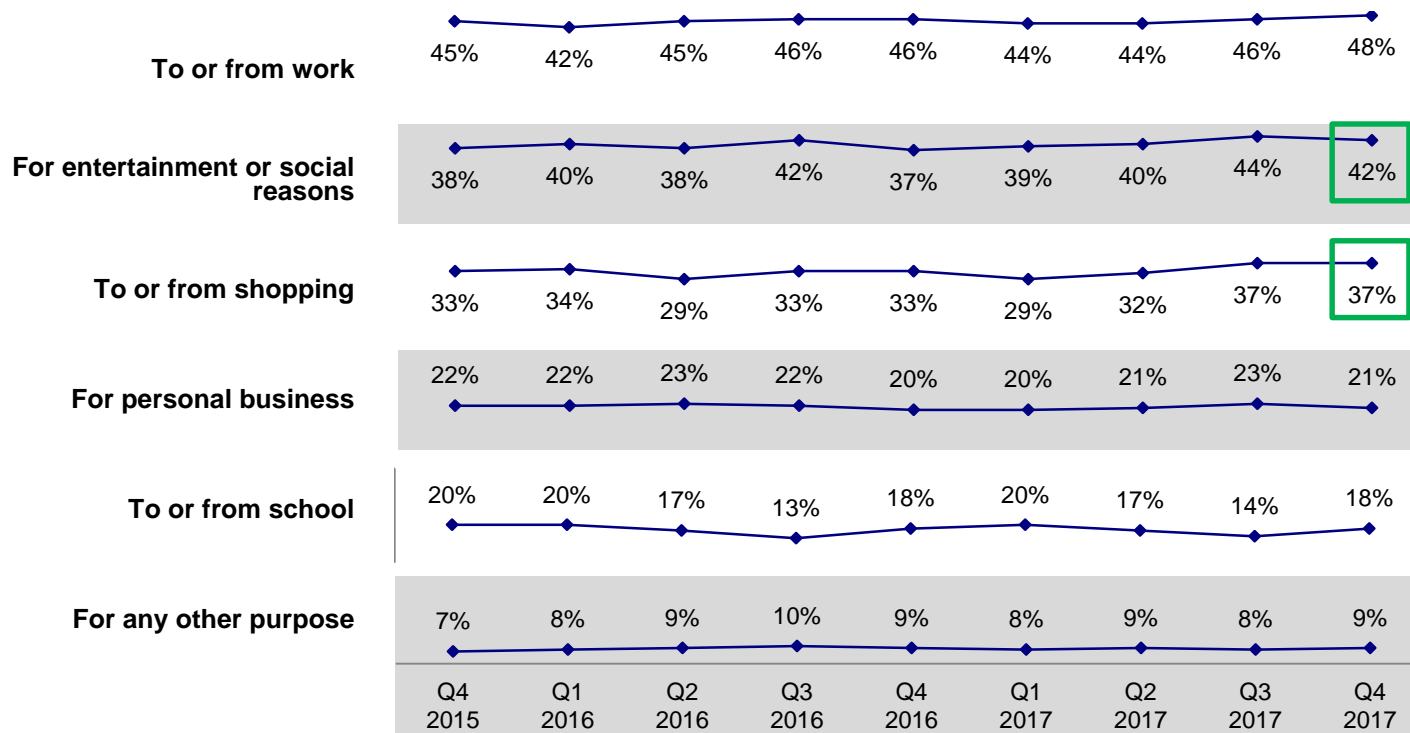 To or from work
45% 42% 45% 46% 46% 44% 44% 46% 48%
For entertainment or social
reasons
38% 40% 38% 42% 37% 39% 40% 44% 42%
To or from shopping
33% 34% 29% 33% 33% 29% 32% 37% 37%
For personal business
22% 22% 23% 22% 20% 20% 21% 23% 21%
To or from school
20% 20% 17% 13% 18% 20% 17% 14% 18%
For any other purpose
7% 8% 9% 10% 9% 8% 9% 8% 9%
Q4 Q1 Q2 Q3 Q4 Q1 Q2 Q3 Q4
2015 2016 2016 2016 2016 2017 2017 2017 2017